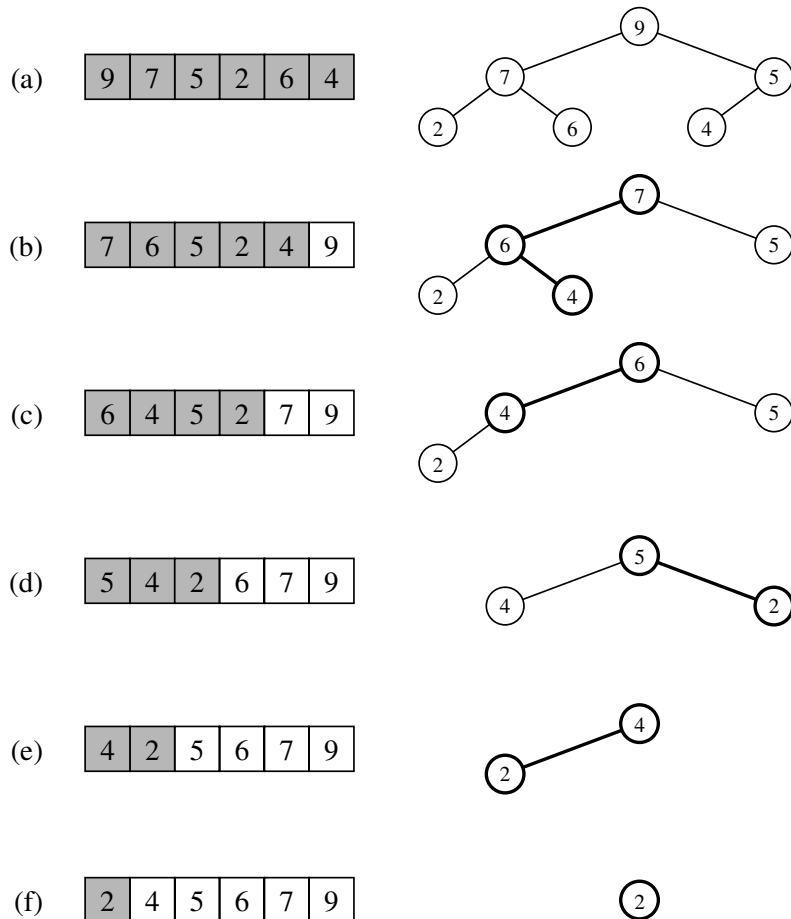 (a) 9 7 5 2 6 4
9
7 5
2 6 4
(b) 7 6 5 2 4 9
7
6 5
2 4
(c) 6 4 5 2 7 9
6
4 5
2
(d) 5 4 2 6 7 9
5
4 2
(e) 4 2 5 6 7 9
4
2
(f) 2 4 5 6 7 9
2